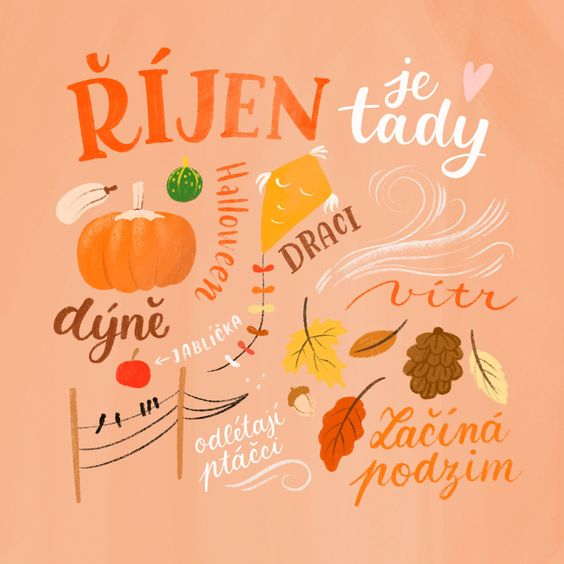 ŘÍJEN
je
tady
Halloween
DRACI
vítr
dýně
←JABLÍČKA
odlétají
ptáčci
Začíná
podzim